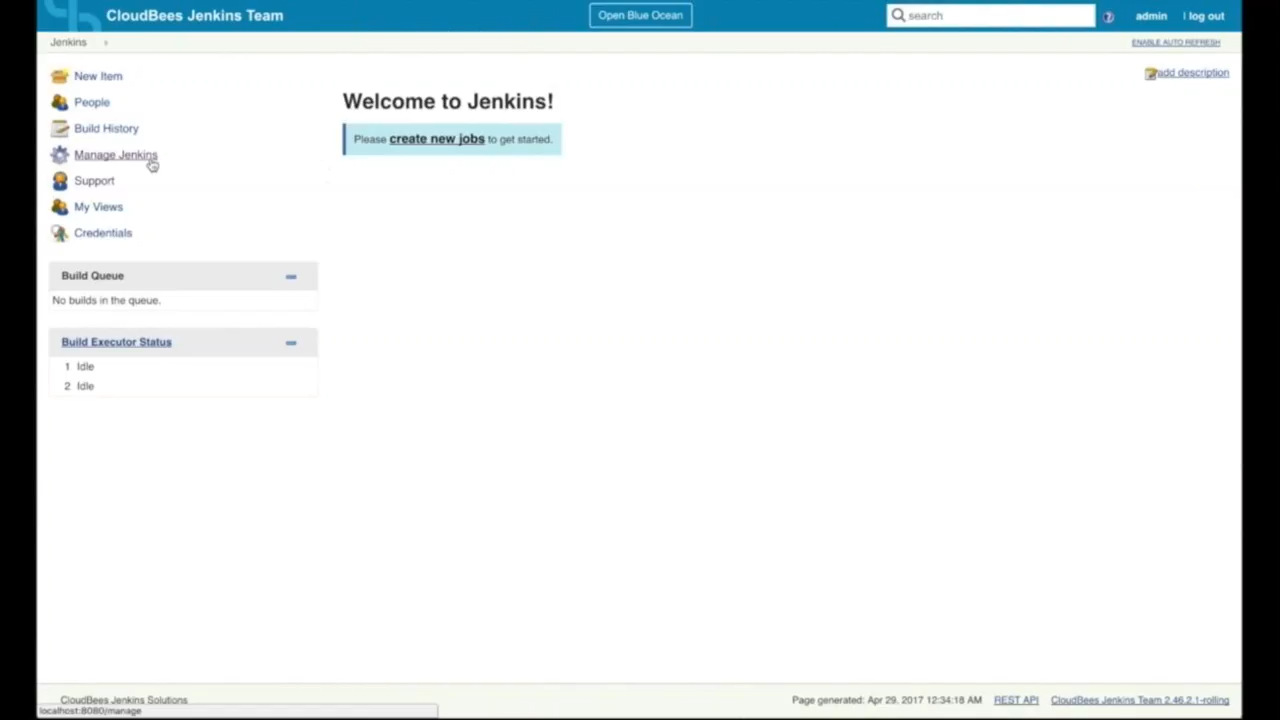 CloudBees Jenkins Team
Open Blue Ocean
search
admin
| log out
Jenkins
ENABLE AUTO REFRESH
New Item
People
Build History
Manage Jenkins
Support
My Views
Credentials
add description
Welcome to Jenkins!
Please create new jobs to get started.
Build Queue
No builds in the queue.
Build Executor Status
1 Idle
2 Idle
CloudBees Jenkins Solutions
Page generated: Apr 29, 2017 12:34:18 AM REST API CloudBees Jenkins Team 2.46.2.1-rolling
localhost:8080/manage